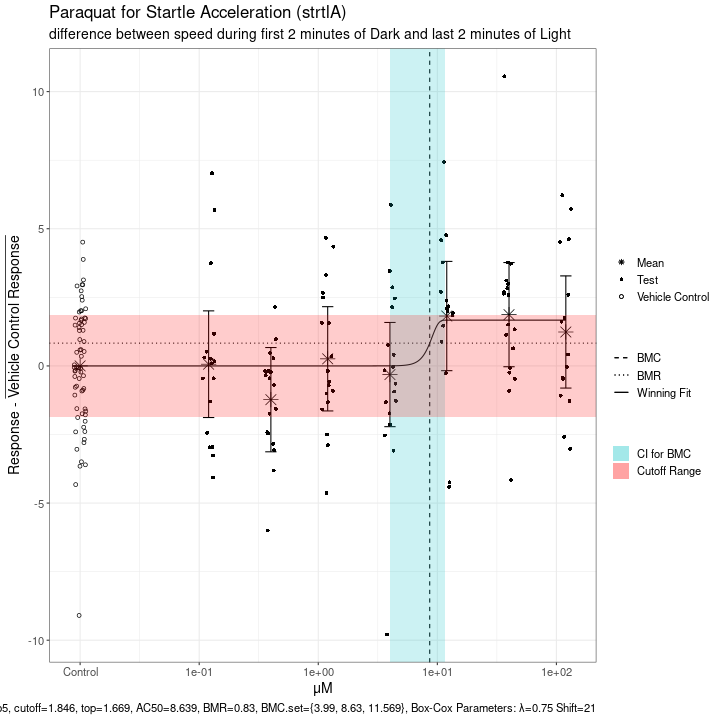 Paraquat for Startle Acceleration (strtlA)
difference between speed during first 2 minutes of Dark and last 2 minutes of Light
Response - Vehicle Control Response
10
5
0
-5
-10
Control
1e-01
1e+00
1e+01
1e+02
μM
Mean
Test
Vehicle Control
BMC
BMR
Winning Fit
CI for BMC
Cutoff Range
cutoff=1.846, top=1.669, AC50=8.639, BMR=0.83, BMC.set={3.99, 8.63, 11.569}, Box-Cox Parameters: λ=0.75 Shift=21